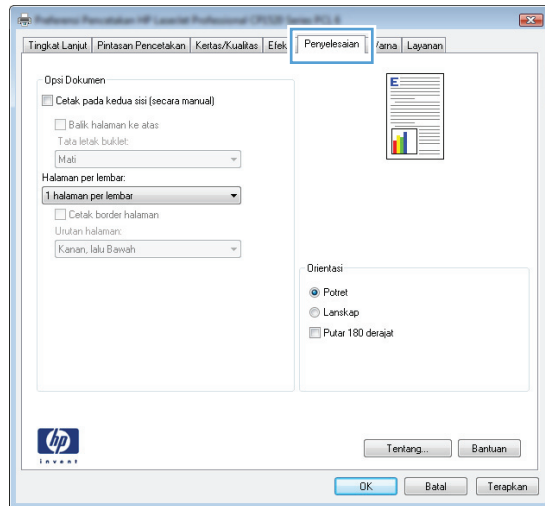 Tingkat Lanjut Pintasan Pencetakan Kertas/Kualitas Efek Penyelesaian Layanan
Opsi Dokumen
Cetak pada kedua sisi (secara manual)
Balik halaman ke atas
Tata letak buklet:
Mati
Halaman per lembar:
1 halaman per lembar
Cetak border halaman
Urutan halaman:
Kanan, lalu Bawah
E
Orientasi
Potret
Lanskap
Putar 180 derajat
hp
invent
Tentang... Bantuan
OK Batal Terapkan